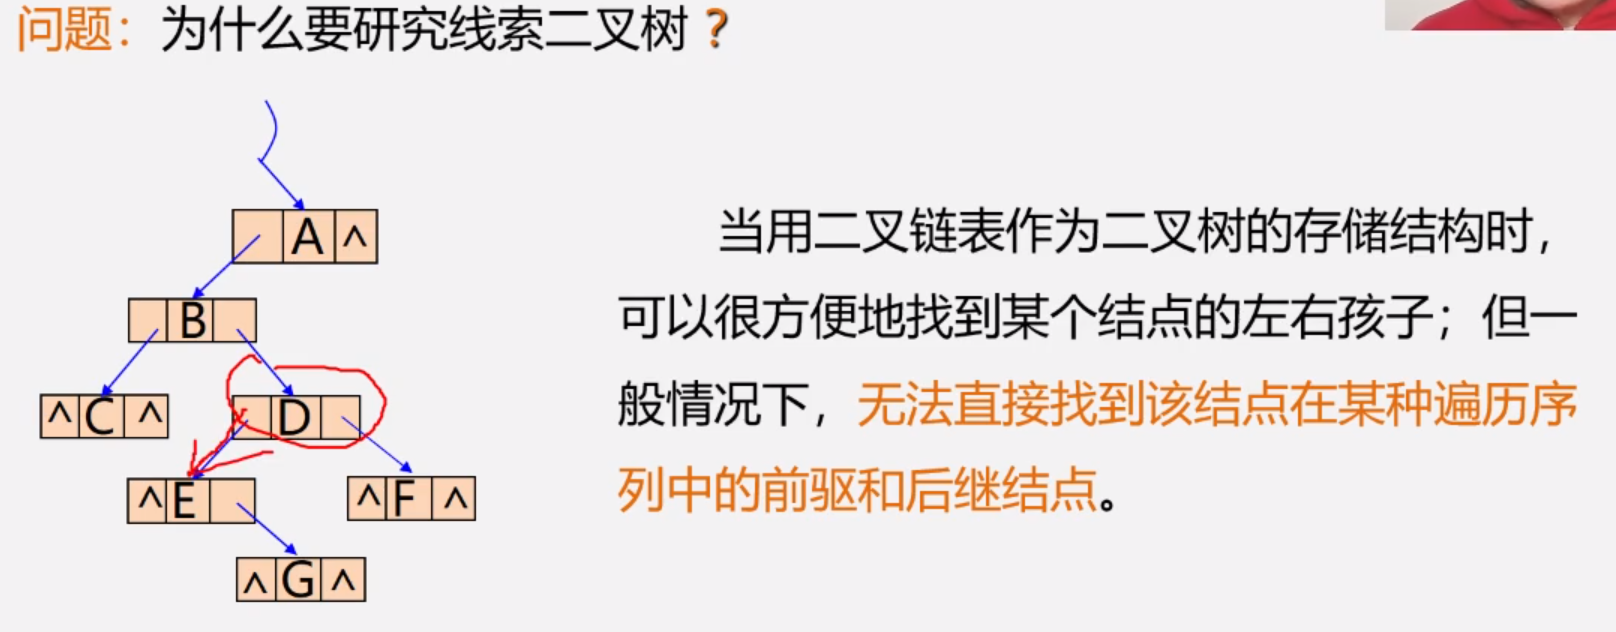 问题：为什么要研究线索二叉树？
A ^
B
^ C ^
D
^ E
^ F ^
^ G ^
当用二叉链表作为二叉树的存储结构时，
可以很方便地找到某个结点的左右孩子；但一
般情况下，无法直接找到该结点在某种遍历序
列中的前驱和后继结点。